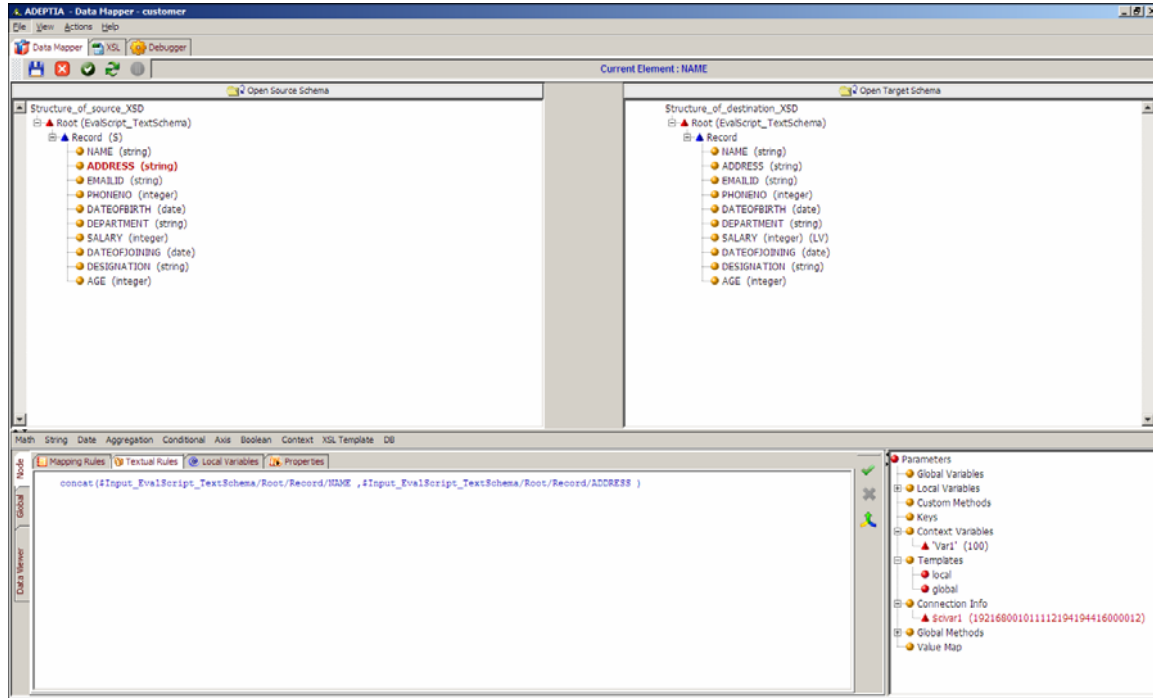 ADEPTIA - Data Mapper - customer
File View Actions Help
Data Mapper XSL Debugger
Current Element : NAME
Open Source Schema
Structure_of_source_XSD
Root (EvalScript_TextSchema)
Record ($)
NAME (string)
ADDRESS (string)
EMAILID (string)
PHONENO (integer)
DATEOFBIRTH (date)
DEPARTMENT (string)
SALARY (integer)
DATEOFJOINING (date)
DESIGNATION (string)
AGE (integer)
Open Target Schema
Structure_of_destination_XSD
Root (EvalScript_TextSchema)
Record
NAME (string)
ADDRESS (string)
EMAILID (string)
PHONENO (integer)
DATEOFBIRTH (date)
DEPARTMENT (string)
SALARY (integer) (LV)
DATEOFJOINING (date)
DESIGNATION (string)
AGE (integer)
Math String Date Aggregation Conditional Axis Boolean Context XSL Template DB
Node
Global
Data Viewer
Mapping Rules Textual Rules Local Variables Properties
concat($Input_EvalScript_TextSchema/Root/Record/NAME ,$Input_EvalScript_TextSchema/Root/Record/ADDRESS )
Parameters
Global Variables
Local Variables
Custom Methods
Keys
Context Variables
'Var1' (100)
Templates
local
global
Connection Info
Global Methods
Value Map